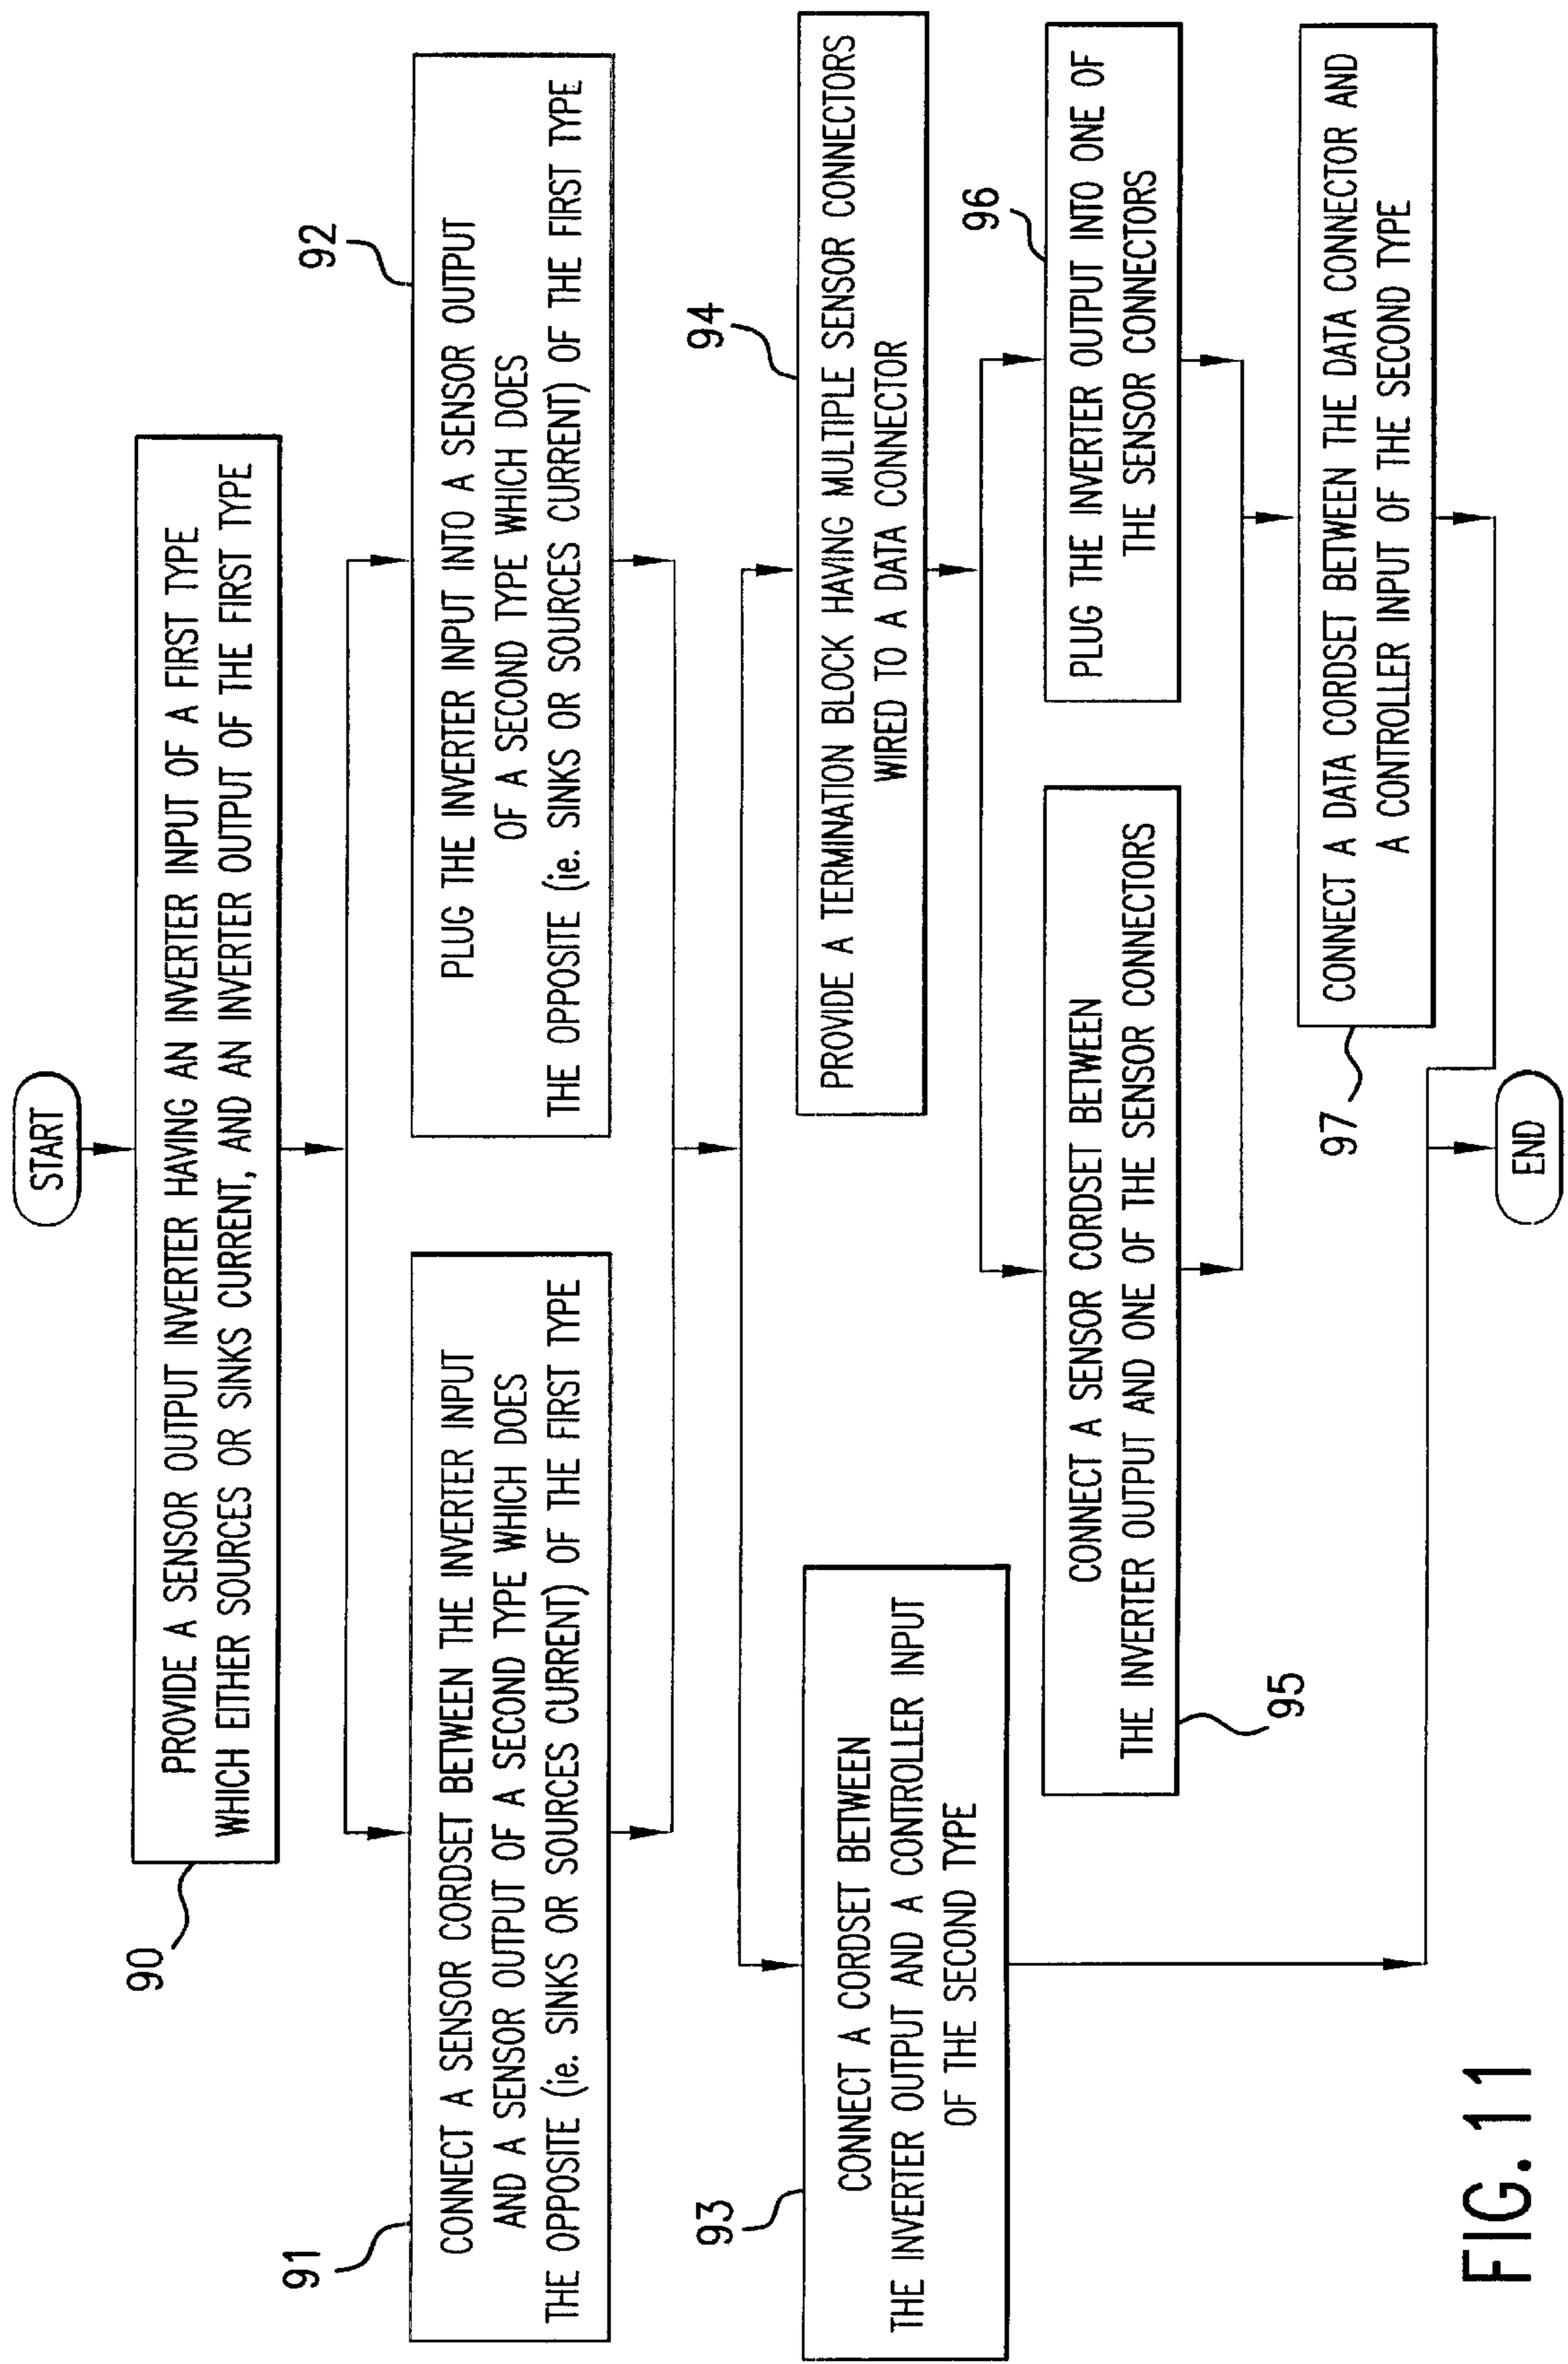 START
PROVIDE A SENSOR OUTPUT INVERTER HAVING AN INVERTER INPUT OF A FIRST TYPE
WHICH EITHER SOURCES OR SINKS CURRENT, AND AN INVERTER OUTPUT OF THE FIRST TYPE
90
CONNECT A SENSOR CORDSET BETWEEN THE INVERTER INPUT
AND A SENSOR OUTPUT OF A SECOND TYPE WHICH DOES
THE OPPOSITE (ie. SINKS OR SOURCES CURRENT) OF THE FIRST TYPE
91
PLUG THE INVERTER INPUT INTO A SENSOR OUTPUT
OF A SECOND TYPE WHICH DOES
THE OPPOSITE (ie. SINKS OR SOURCES CURRENT) OF THE FIRST TYPE
92
CONNECT A CORDSET BETWEEN
THE INVERTER OUTPUT AND A CONTROLLER INPUT
OF THE SECOND TYPE
93
PROVIDE A TERMINATION BLOCK HAVING MULTIPLE SENSOR CONNECTORS
WIRED TO A DATA CONNECTOR
94
CONNECT A SENSOR CORDSET BETWEEN
THE INVERTER OUTPUT AND ONE OF THE SENSOR CONNECTORS
95
PLUG THE INVERTER OUTPUT INTO ONE OF
THE SENSOR CONNECTORS
96
CONNECT A DATA CORDSET BETWEEN THE DATA CONNECTOR AND
A CONTROLLER INPUT OF THE SECOND TYPE
97
END
FIG. 11